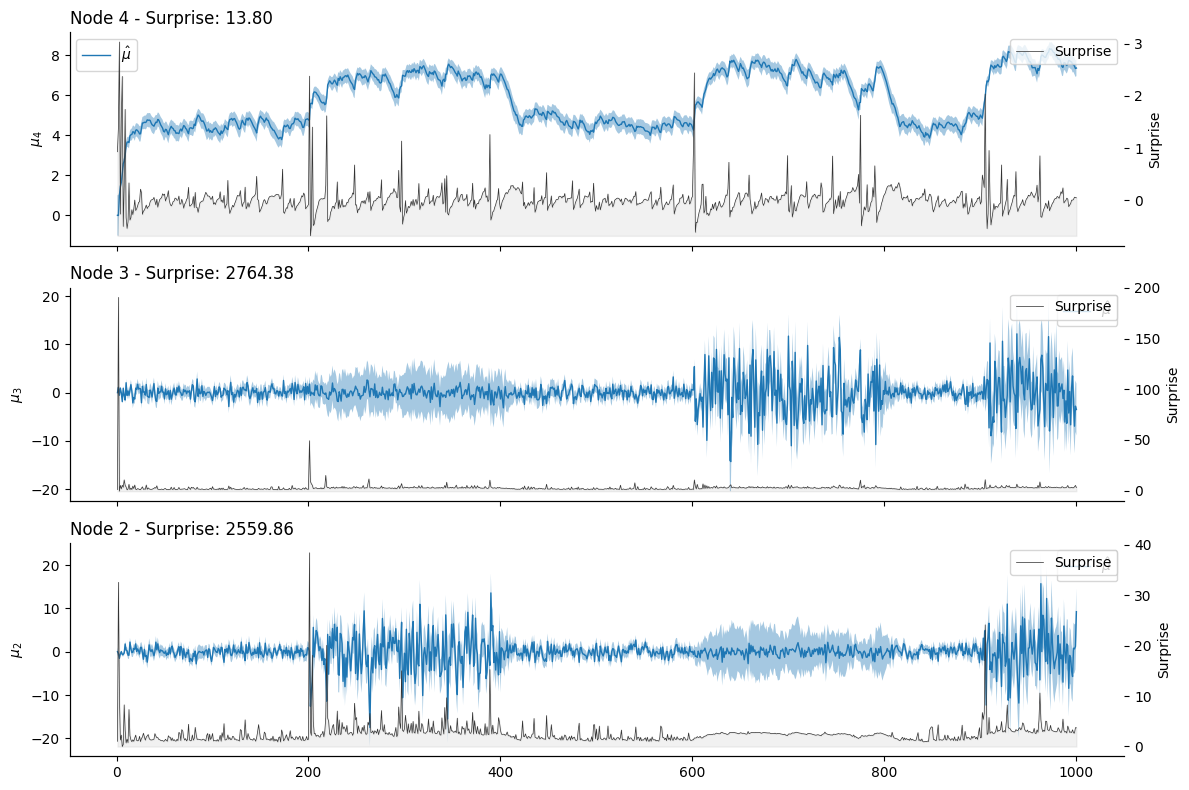 Node 4 - Surprise: 13.80
μ̂
Surprise
8
6
4
2
0
μ₄
3
2
1
0
Surprise
Node 3 - Surprise: 2764.38
Surprise
20
10
0
−10
−20
μ₃
200
150
100
50
0
Surprise
Node 2 - Surprise: 2559.86
Surprise
20
10
0
−10
−20
μ₂
40
30
20
10
0
Surprise
0 200 400 600 800 1000